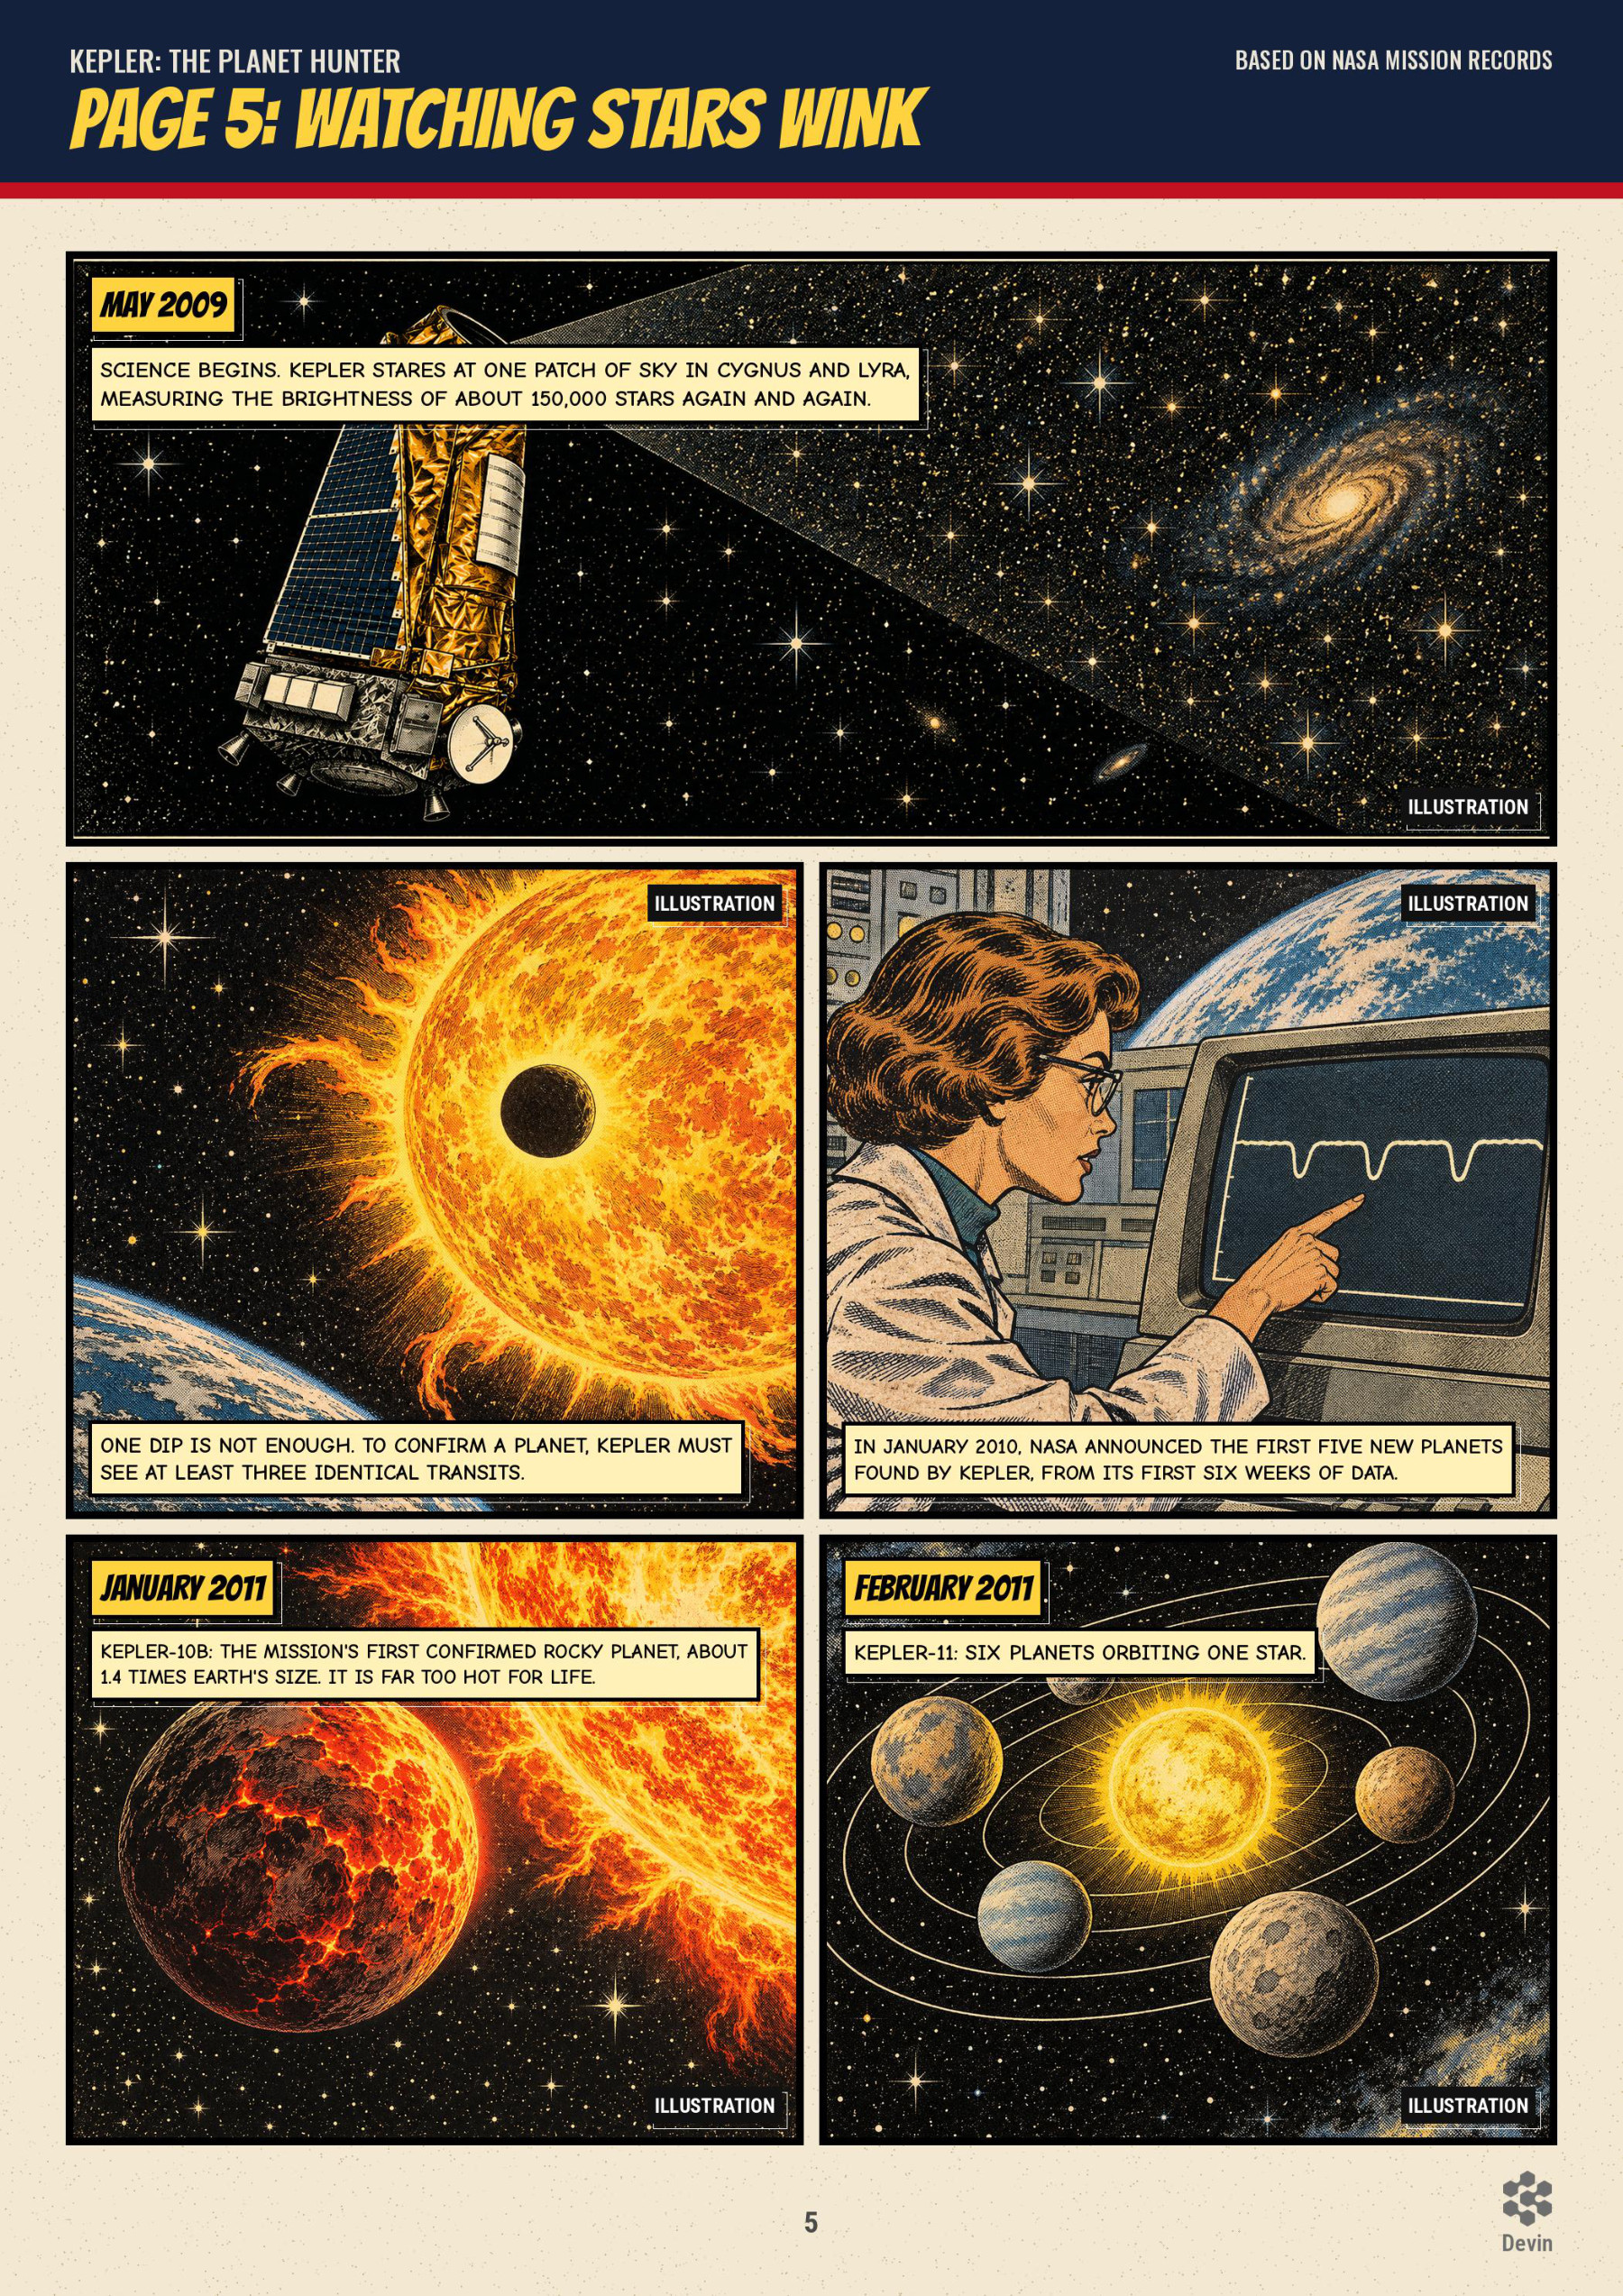 KEPLER: THE PLANET HUNTER
BASED ON NASA MISSION RECORDS
PAGE 5: WATCHING STARS WINK
MAY 2009
SCIENCE BEGINS. KEPLER STARES AT ONE PATCH OF SKY IN CYGNUS AND LYRA,
MEASURING THE BRIGHTNESS OF ABOUT 150,000 STARS AGAIN AND AGAIN.
ILLUSTRATION
ILLUSTRATION
ONE DIP IS NOT ENOUGH. TO CONFIRM A PLANET, KEPLER MUST
SEE AT LEAST THREE IDENTICAL TRANSITS.
ILLUSTRATION
IN JANUARY 2010, NASA ANNOUNCED THE FIRST FIVE NEW PLANETS
FOUND BY KEPLER, FROM ITS FIRST SIX WEEKS OF DATA.
JANUARY 2011
KEPLER-10B: THE MISSION'S FIRST CONFIRMED ROCKY PLANET, ABOUT
1.4 TIMES EARTH'S SIZE. IT IS FAR TOO HOT FOR LIFE.
ILLUSTRATION
FEBRUARY 2011
KEPLER-11: SIX PLANETS ORBITING ONE STAR.
ILLUSTRATION
5
Devin